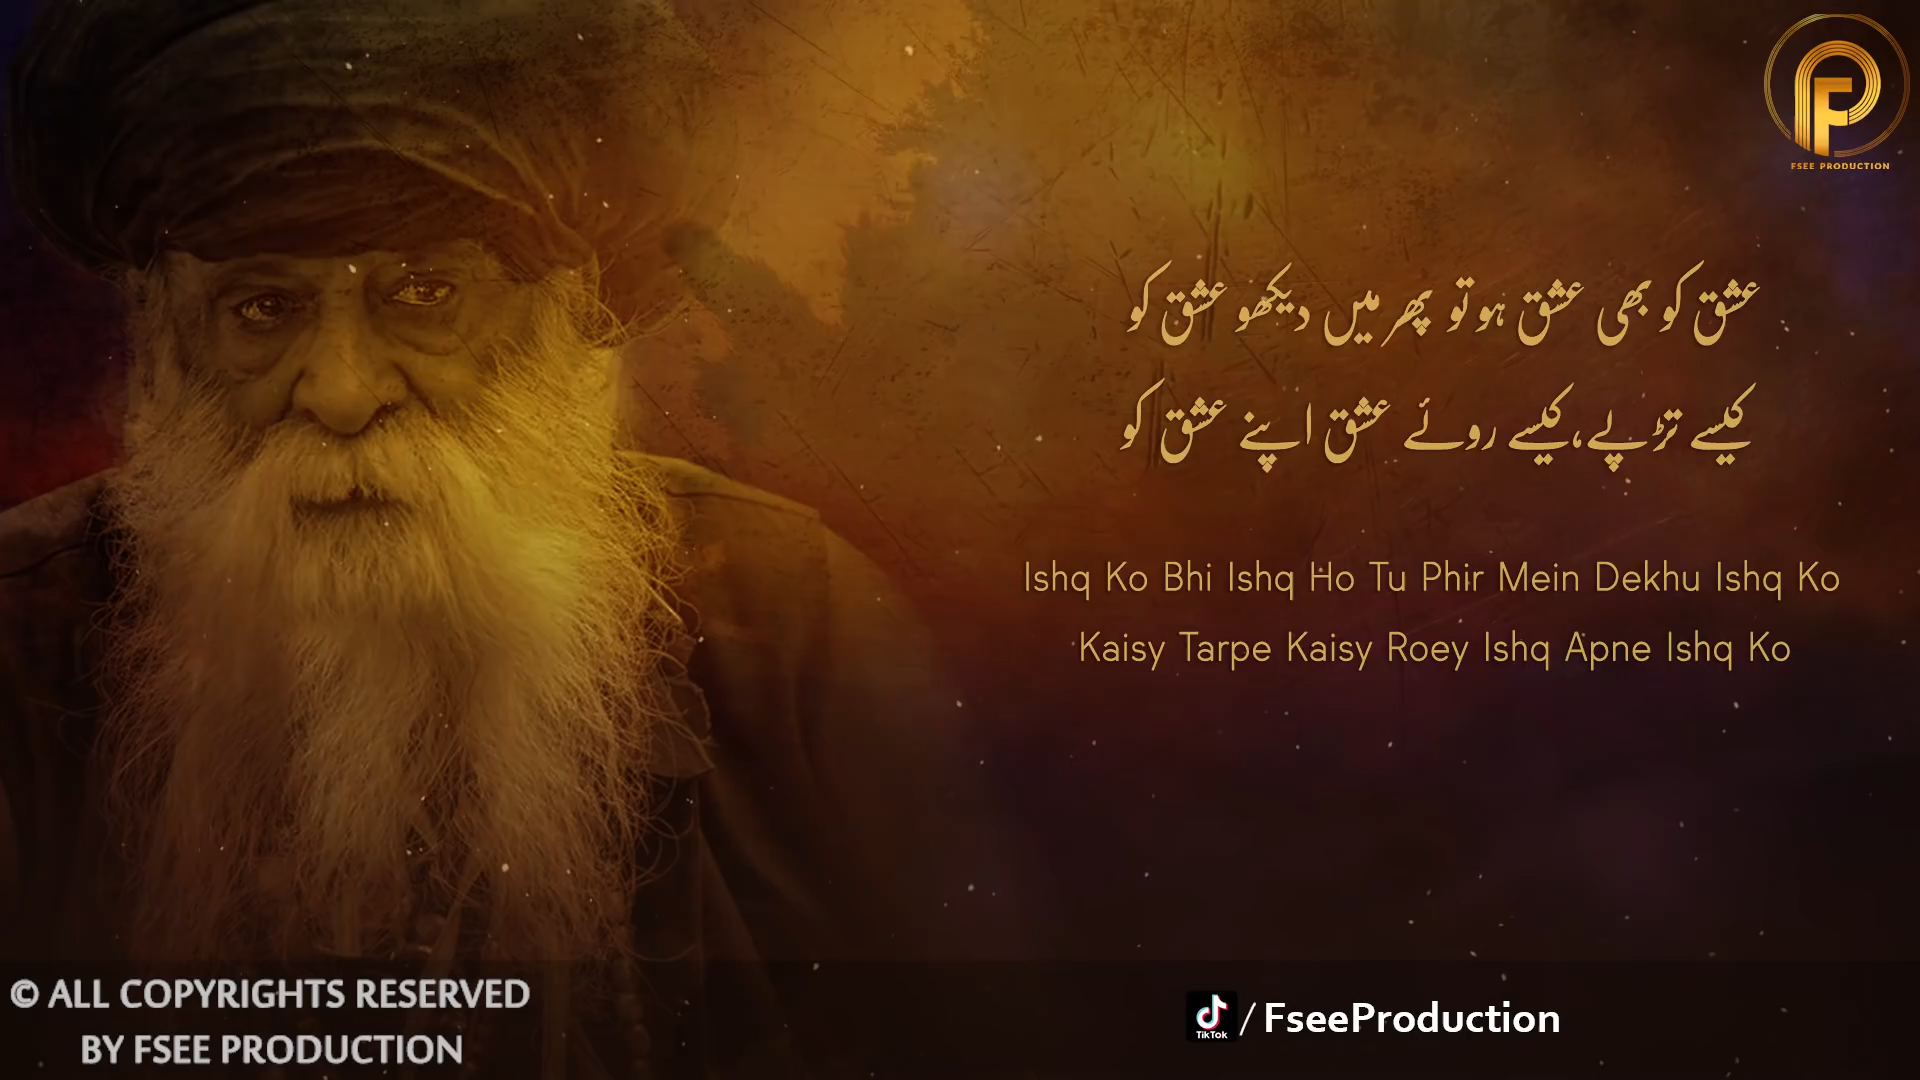 FSEE PRODUCTION
عشق کو بھی عشق ہو تو پھر میں دیکھو عشق کو
کیسے تڑپے، کیسے روئے عشق اپنے عشق کو
Ishq Ko Bhi Ishq Ho Tu Phir Mein Dekhu Ishq Ko
Kaisy Tarpe Kaisy Roey Ishq Apne Ishq Ko
© ALL COPYRIGHTS RESERVED
BY FSEE PRODUCTION
TikTok / FseeProduction